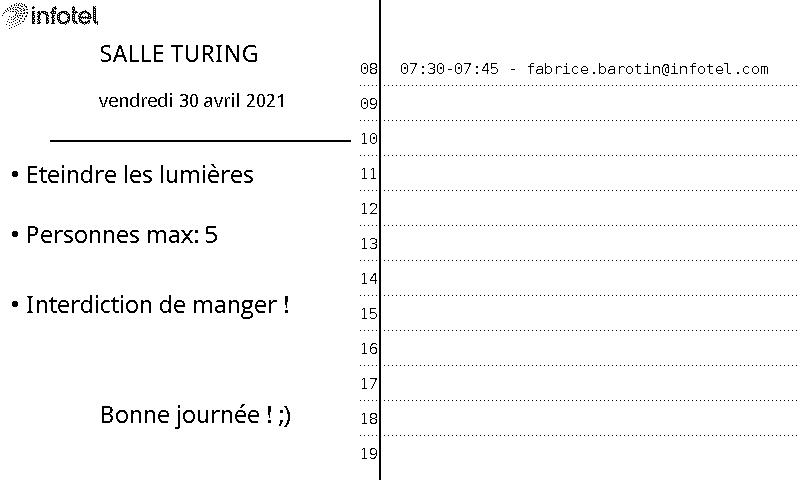 infotel
SALLE TURING
vendredi 30 avril 2021
• Eteindre les lumières
• Personnes max: 5
• Interdiction de manger !
Bonne journée ! ;)
08 07:30-07:45 - fabrice.barotin@infotel.com
09
10
11
12
13
14
15
16
17
18
19